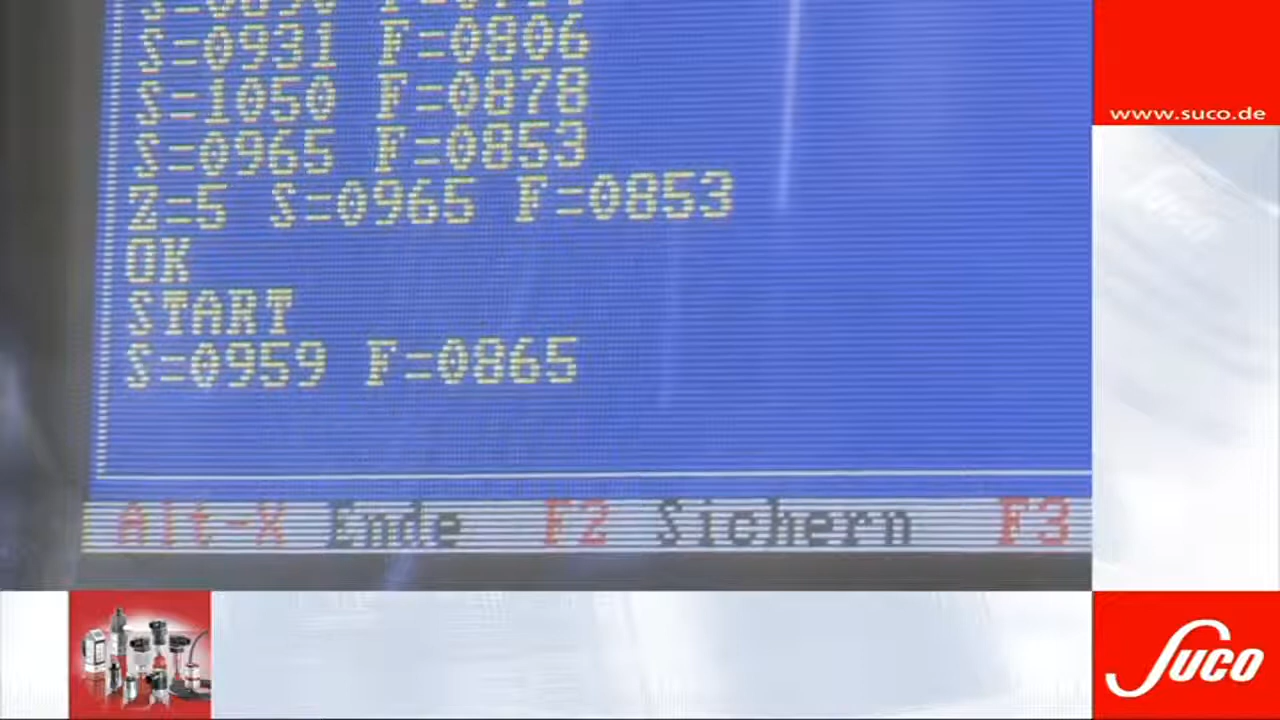 S=0931 F=0806
S=1050 F=0878
S=0965 F=0853
Z=5 S=0965 F=0853
OK
START
S=0959 F=0865
Alt-X Ende F2 Sichern F3
www.suco.de
Suco